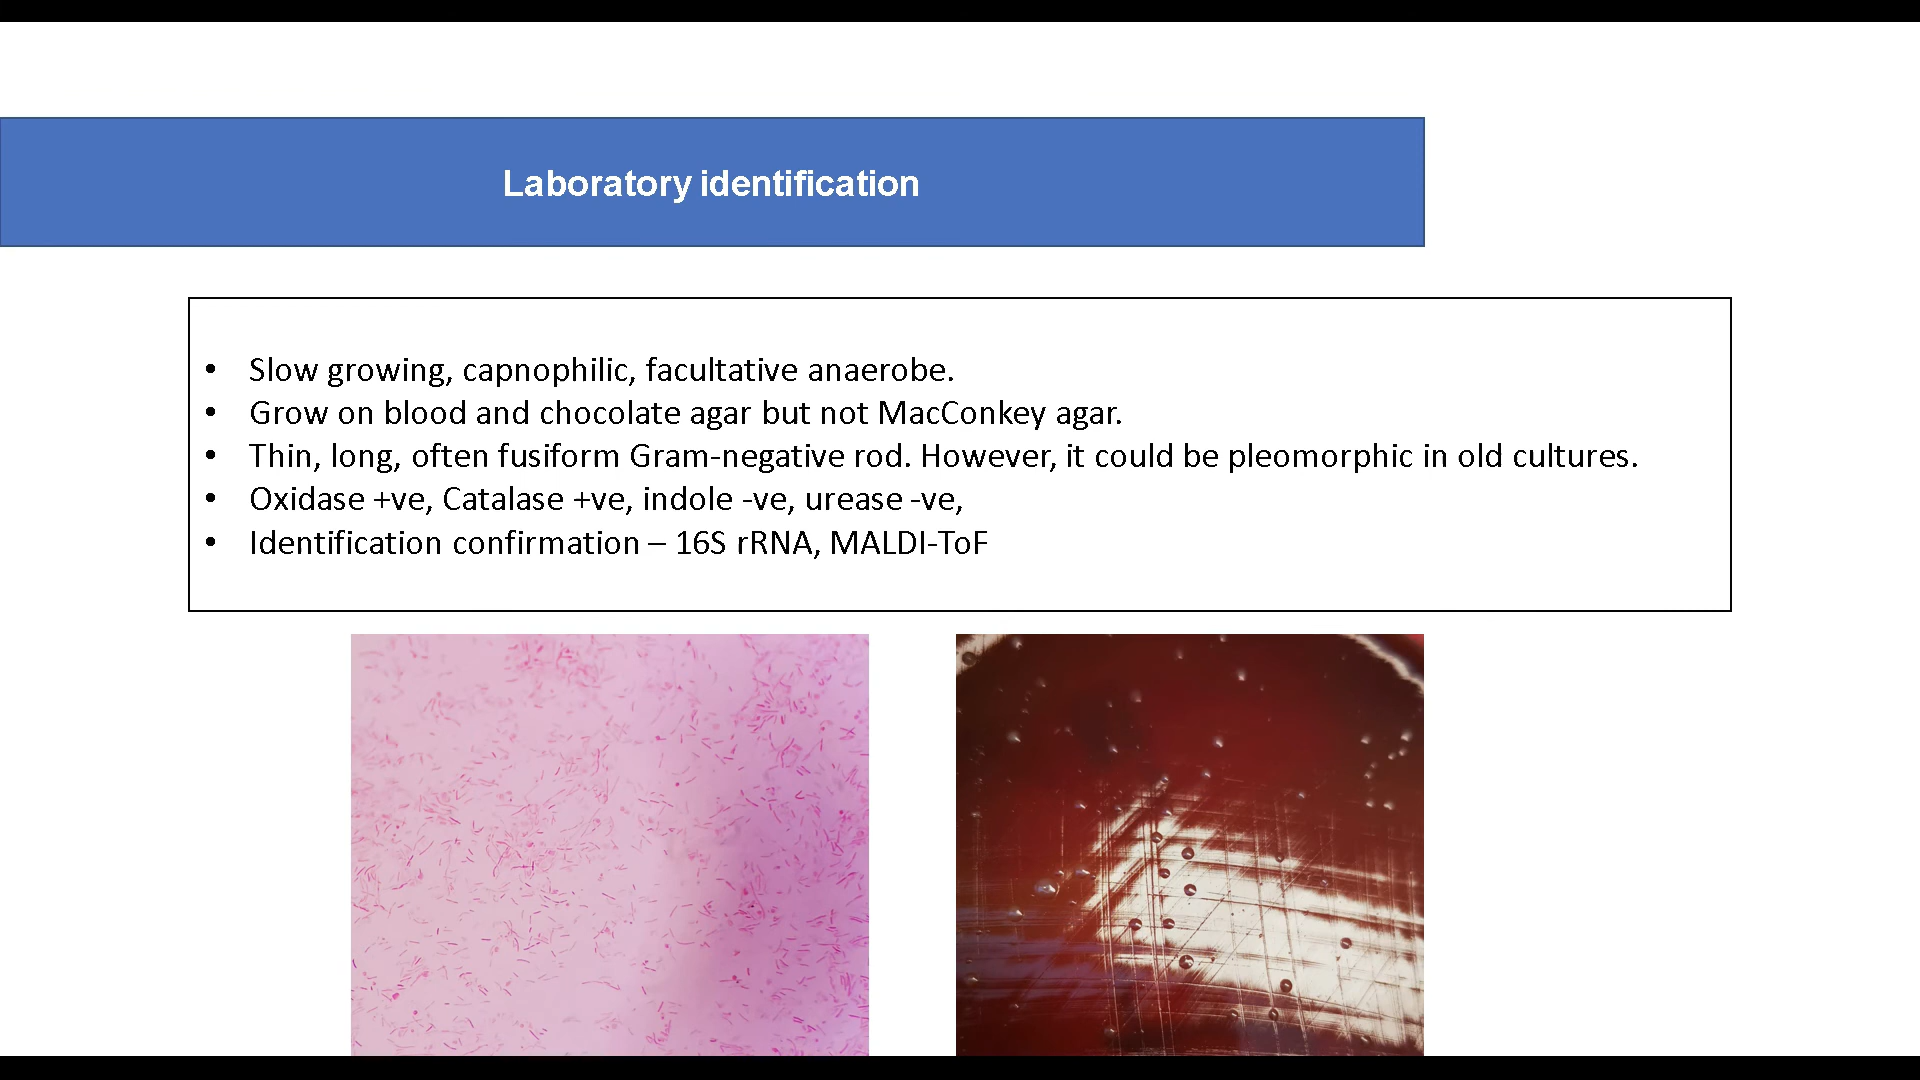 Laboratory identification
• Slow growing, capnophilic, facultative anaerobe.
• Grow on blood and chocolate agar but not MacConkey agar.
• Thin, long, often fusiform Gram-negative rod. However, it could be pleomorphic in old cultures.
• Oxidase +ve, Catalase +ve, indole -ve, urease -ve,
• Identification confirmation – 16S rRNA, MALDI-ToF